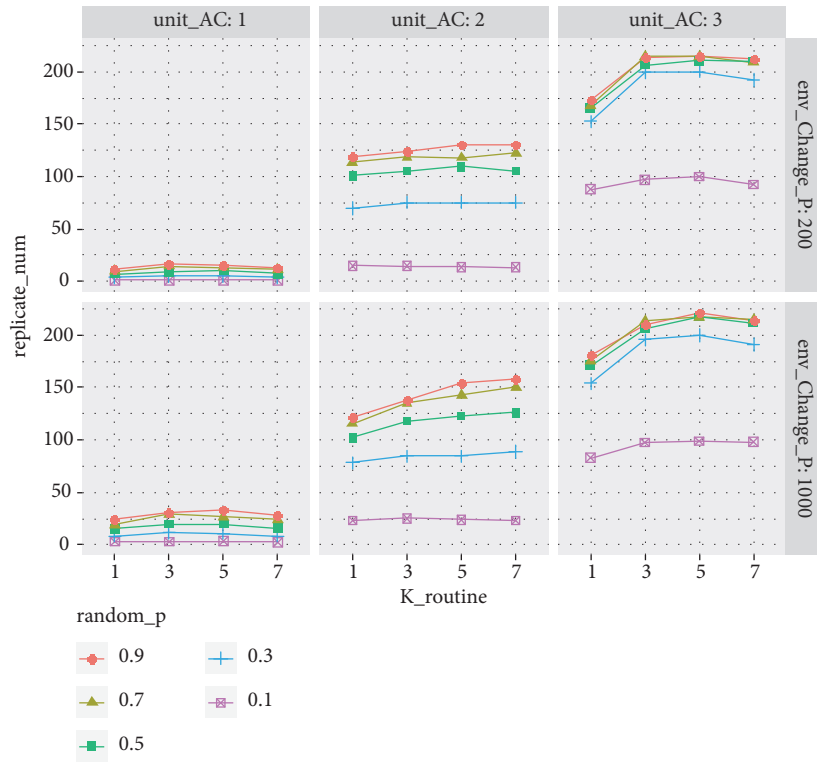 unit_AC: 1
unit_AC: 2
unit_AC: 3
200
150
100
50
0
env_Change_P: 200
replicate_num
200
150
100
50
0
env_Change_P: 1000
1 3 5 7
1 3 5 7
1 3 5 7
K_routine
random_p
0.9
0.7
0.5
0.3
0.1